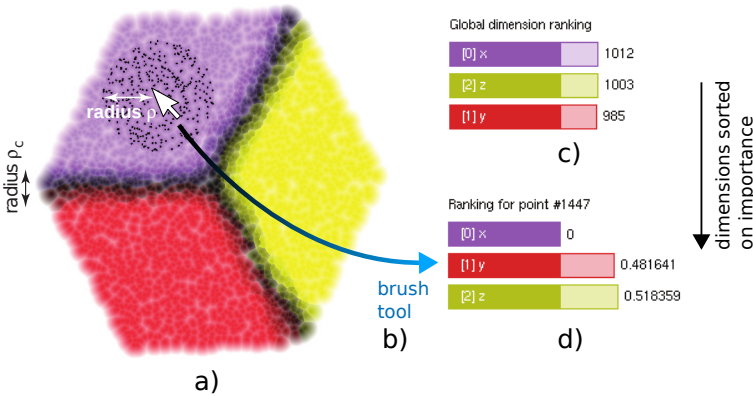 Global dimension ranking
[0] x 1012
[2] z 1003
[1] y 985
c)
radius ρ
radius ρc
dimensions sorted
on importance
Ranking for point #1447
[0] x 0
[1] y 0.481641
[2] z 0.518359
brush
tool
b)
d)
a)